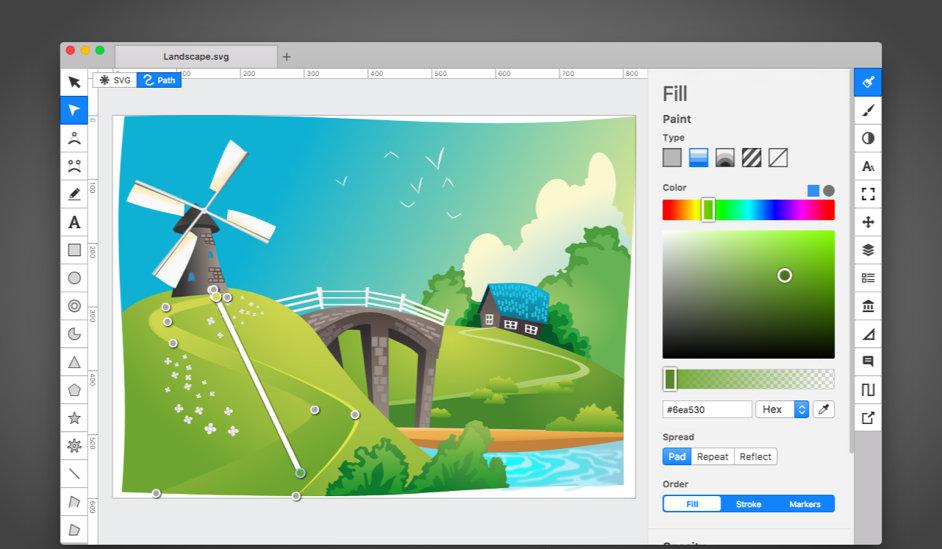 Landscape.svg
+
SVG
Path
100
200
300
400
500
600
700
800
0
100
200
300
400
500
600
A
Fill
Paint
Type
Color
#6ea530
Hex
Spread
Pad
Repeat
Reflect
Order
Fill
Stroke
Markers
AA